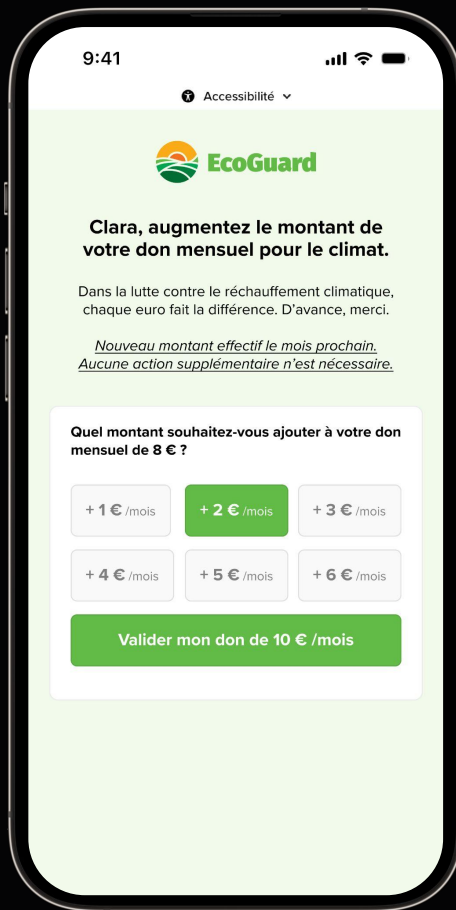 9:41
Accessibilité
EcoGuard
Clara, augmentez le montant de
votre don mensuel pour le climat.
Dans la lutte contre le réchauffement climatique,
chaque euro fait la différence. D’avance, merci.
Nouveau montant effectif le mois prochain.
Aucune action supplémentaire n’est nécessaire.
Quel montant souhaitez-vous ajouter à votre don
mensuel de 8 € ?
+ 1 € /mois
+ 2 € /mois
+ 3 € /mois
+ 4 € /mois
+ 5 € /mois
+ 6 € /mois
Valider mon don de 10 € /mois